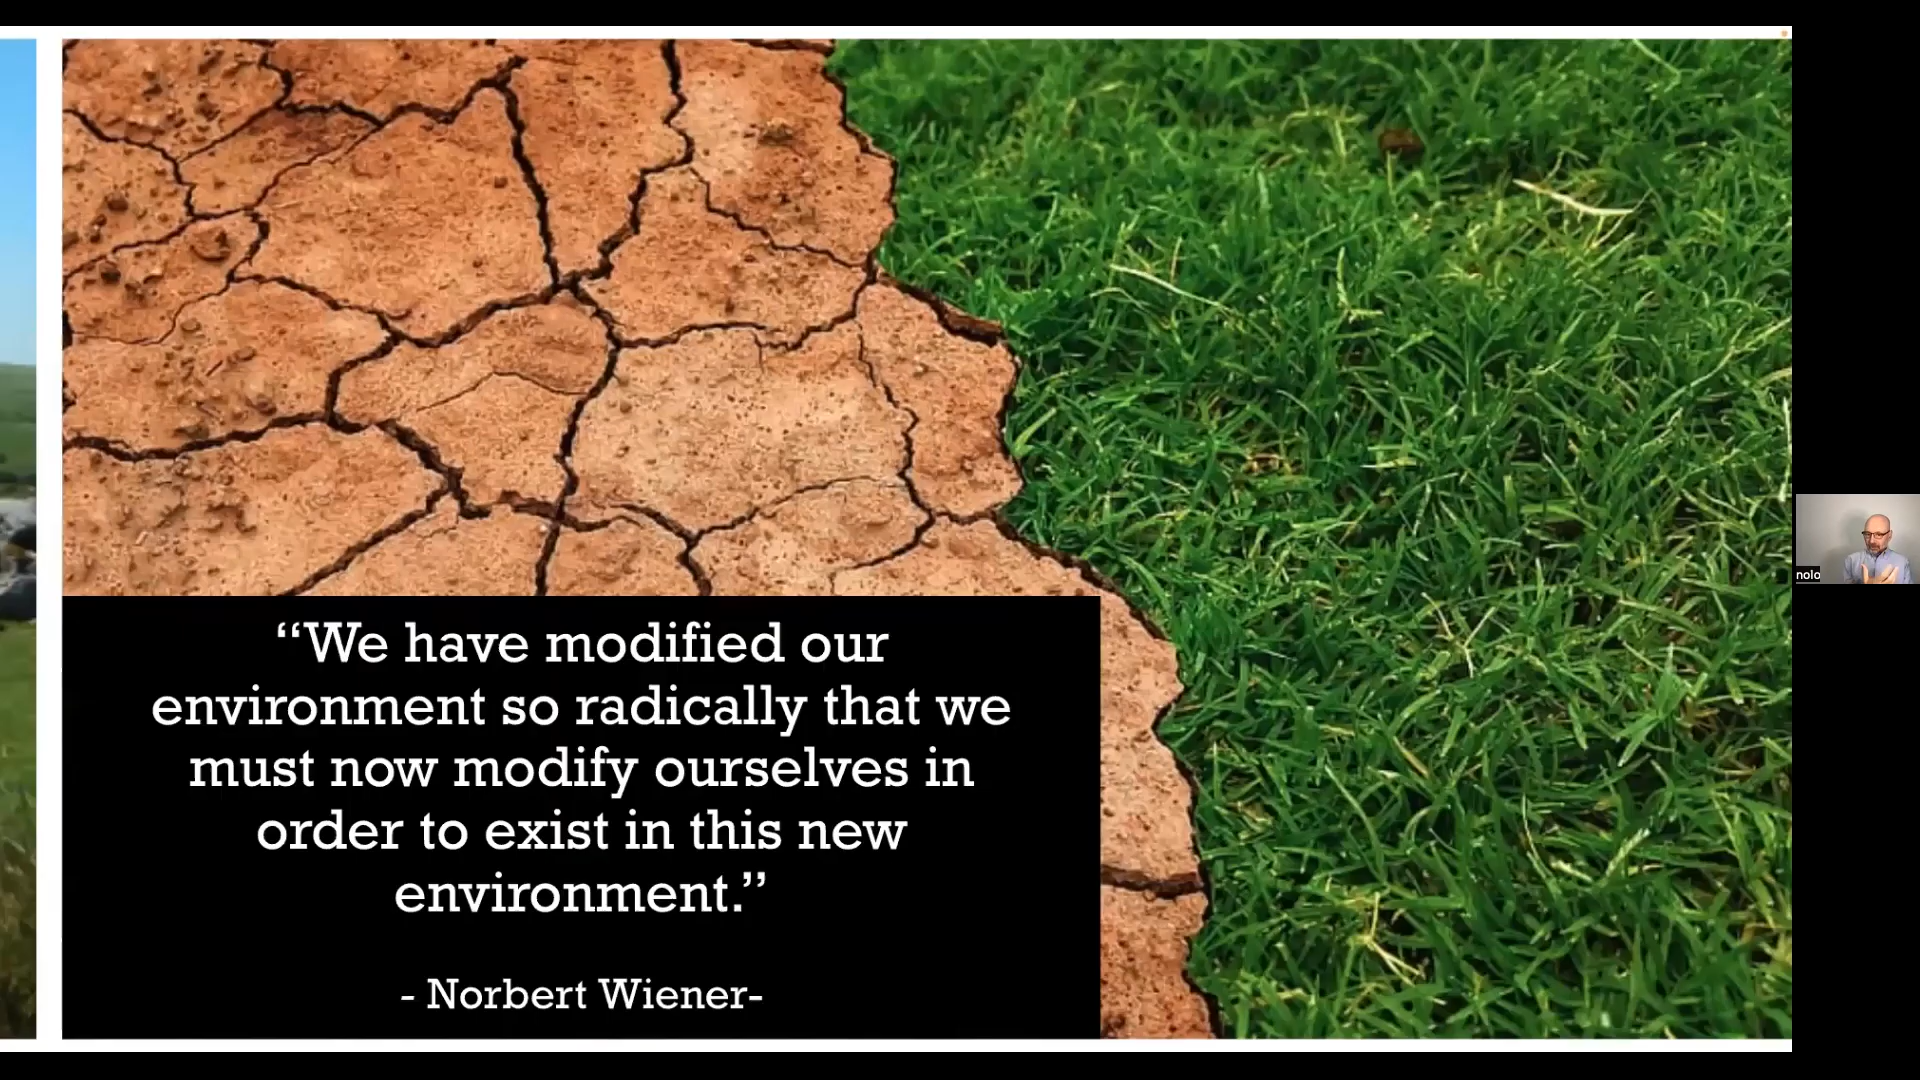 “We have modified our
environment so radically that we
must now modify ourselves in
order to exist in this new
environment.”
- Norbert Wiener-
nolo